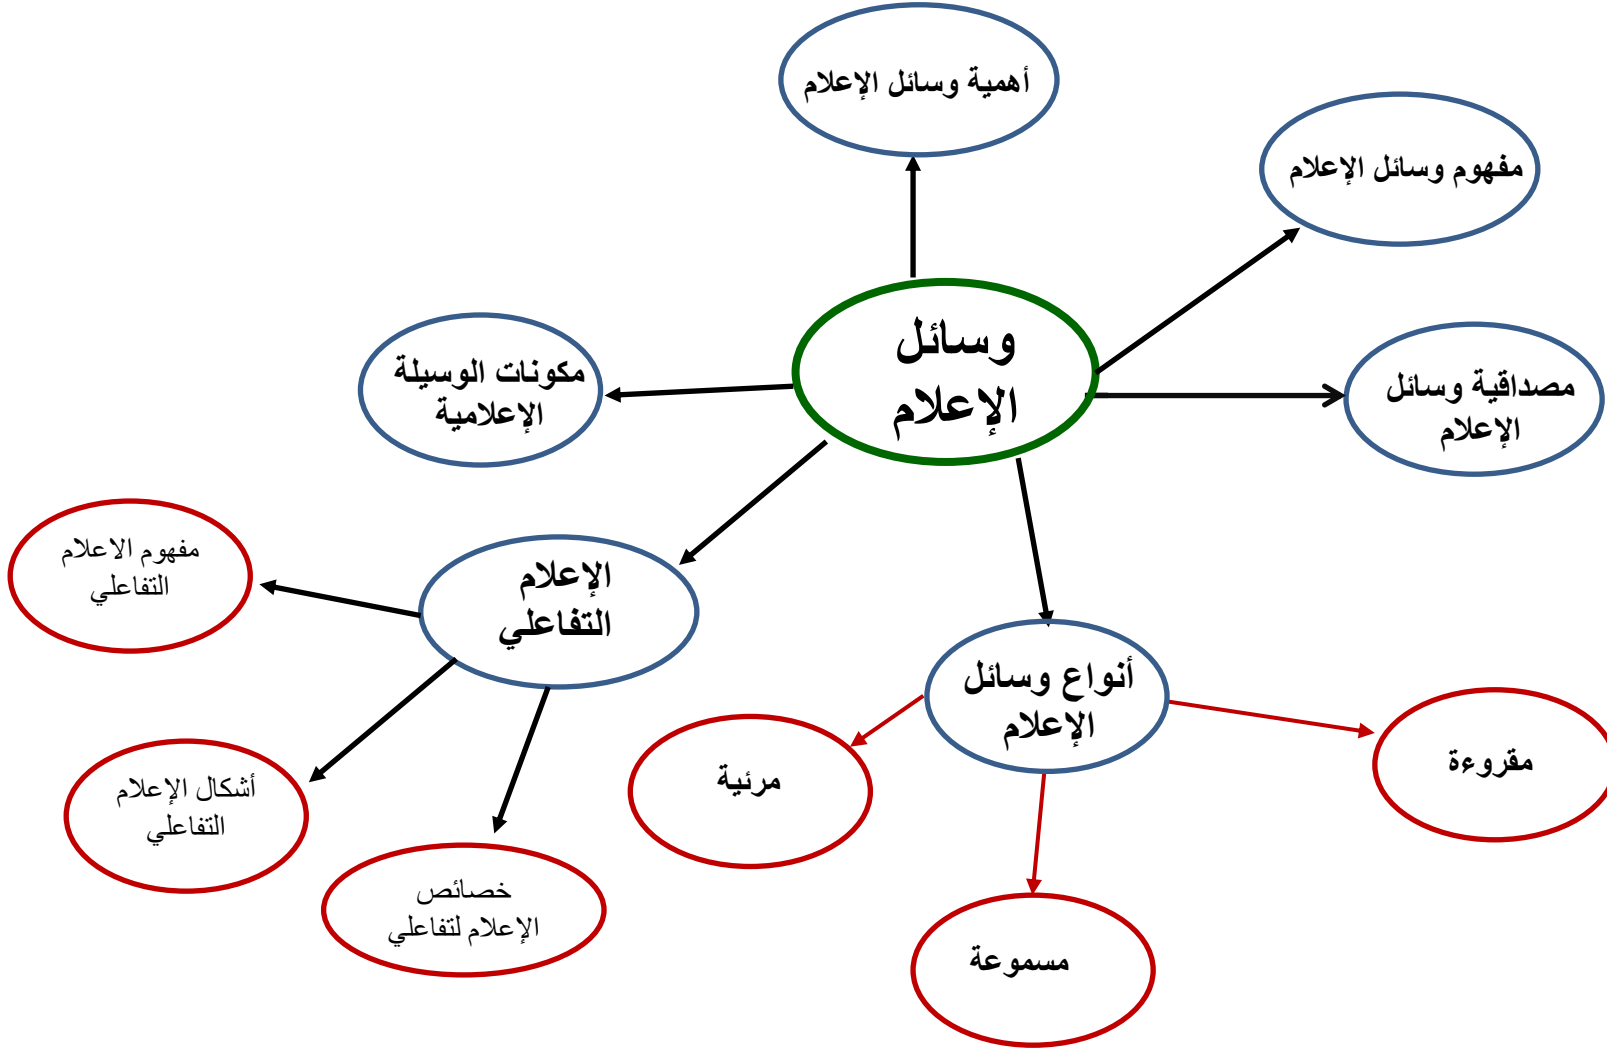 أهمية وسائل الإعلام
مفهوم وسائل الإعلام
وسائل
الإعلام
مصداقية وسائل
الإعلام
مكونات الوسيلة
الإعلامية
الإعلام
التفاعلي
مفهوم الاعلام
التفاعلي
أشكال الإعلام
التفاعلي
خصائص
الإعلام لتفاعلي
أنواع وسائل
الإعلام
مقروءة
مرئية
مسموعة